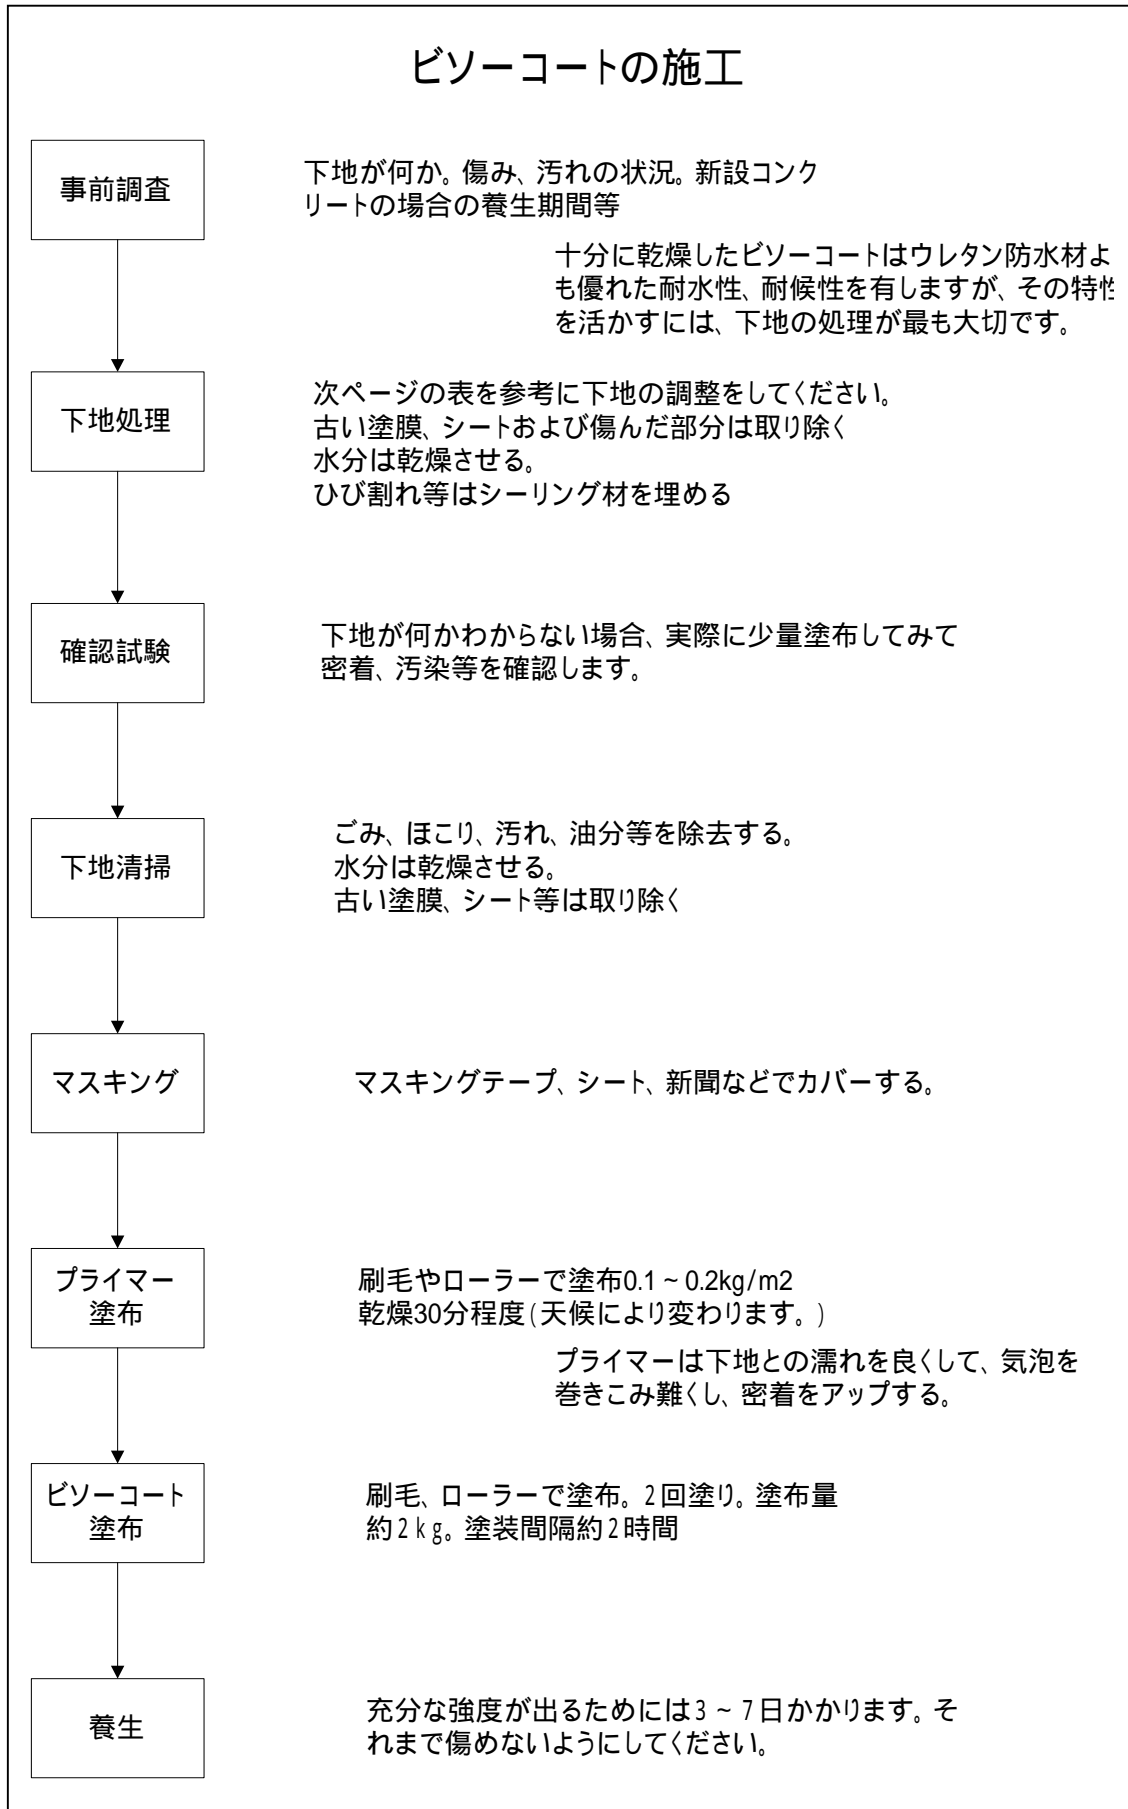 ビソーコートの施工
事前調査
下地が何か。傷み、汚れの状況。新設コンク
リートの場合の養生期間等
十分に乾燥したビソーコートはウレタン防水材よ
も優れた耐水性、耐候性を有しますが、その特性
を活かすには、下地の処理が最も大切です。
下地処理
次ページの表を参考に下地の調整をしてください。
古い塗膜、シートおよび傷んだ部分は取り除く
水分は乾燥させる。
ひび割れ等はシーリング材を埋める
確認試験
下地が何かわからない場合、実際に少量塗布してみて
密着、汚染等を確認します。
下地清掃
ごみ、ほこり、汚れ、油分等を除去する。
水分は乾燥させる。
古い塗膜、シート等は取り除く
マスキング
マスキングテープ、シート、新聞などでカバーする。
プライマー
塗布
刷毛やローラーで塗布0.1~0.2kg/m2
乾燥30分程度(天候により変わります。)
プライマーは下地との濡れを良くして、気泡を
巻きこみ難くし、密着をアップする。
ビソーコート
塗布
刷毛、ローラーで塗布。2回塗り。塗布量
約2kg。塗装間隔約2時間
養生
充分な強度が出るためには3~7日かかります。そ
れまで傷めないようにしてください。